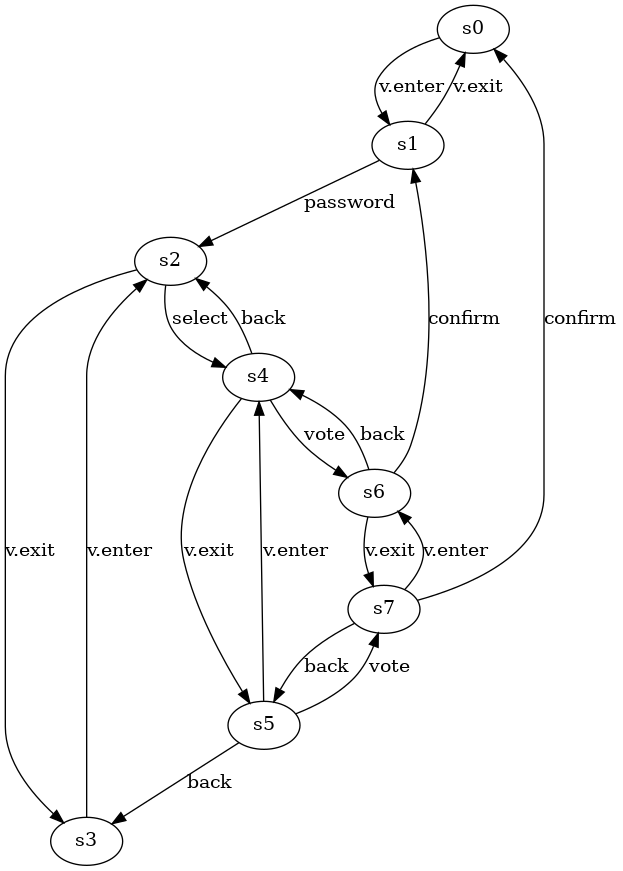 s0
v.enter
v.exit
s1
password
s2
select
back
confirm
confirm
s4
vote
back
s6
v.exit
v.enter
v.exit
v.enter
v.exit
v.enter
s7
back
vote
s5
back
s3